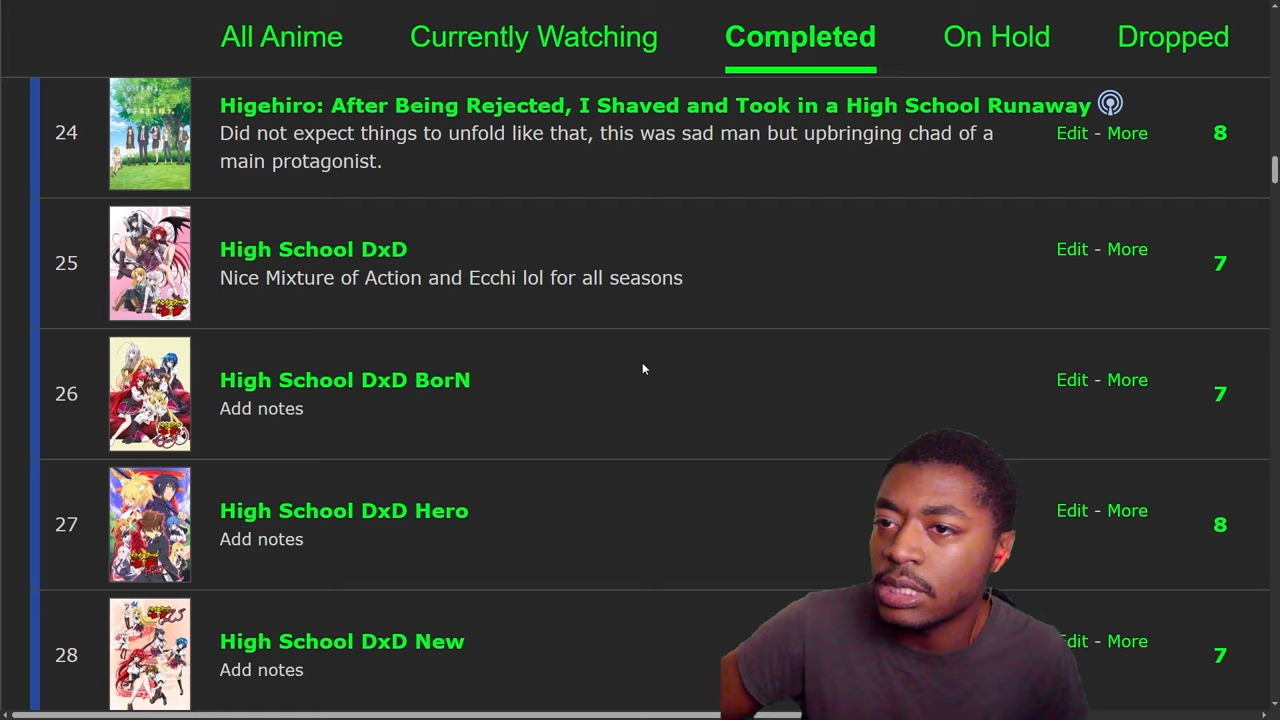 All Anime Currently Watching Completed On Hold Dropped
24 Higehiro: After Being Rejected, I Shaved and Took in a High School Runaway
Did not expect things to unfold like that, this was sad man but upbringing chad of a
main protagonist.
Edit - More 8
25 High School DxD
Nice Mixture of Action and Ecchi lol for all seasons
Edit - More 7
26 High School DxD BorN
Add notes
Edit - More 7
27 High School DxD Hero
Add notes
Edit - More 8
28 High School DxD New
Add notes
Edit - More 7